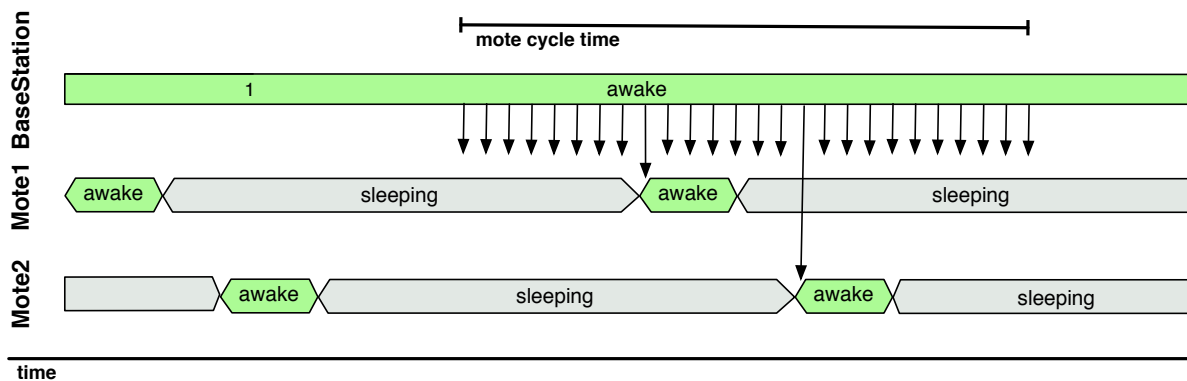 mote cycle time
BaseStation
1 awake
Mote1
awake sleeping awake sleeping
Mote2
awake sleeping awake sleeping
time